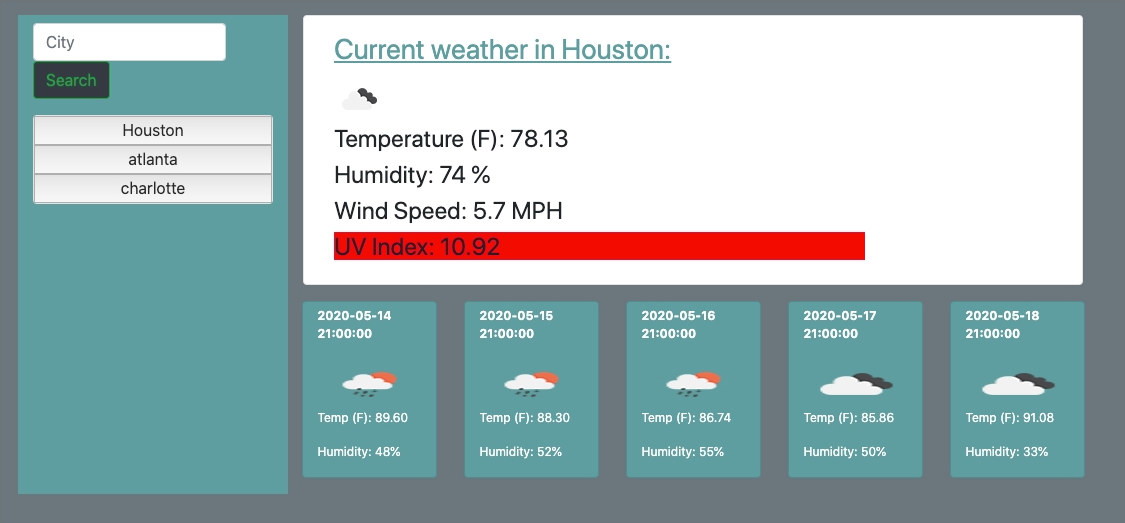 City
Search
Houston
atlanta
charlotte
Current weather in Houston:
Temperature (F): 78.13
Humidity: 74 %
Wind Speed: 5.7 MPH
UV Index: 10.92
2020-05-14
21:00:00
Temp (F): 89.60
Humidity: 48%
2020-05-15
21:00:00
Temp (F): 88.30
Humidity: 52%
2020-05-16
21:00:00
Temp (F): 86.74
Humidity: 55%
2020-05-17
21:00:00
Temp (F): 85.86
Humidity: 50%
2020-05-18
21:00:00
Temp (F): 91.08
Humidity: 33%